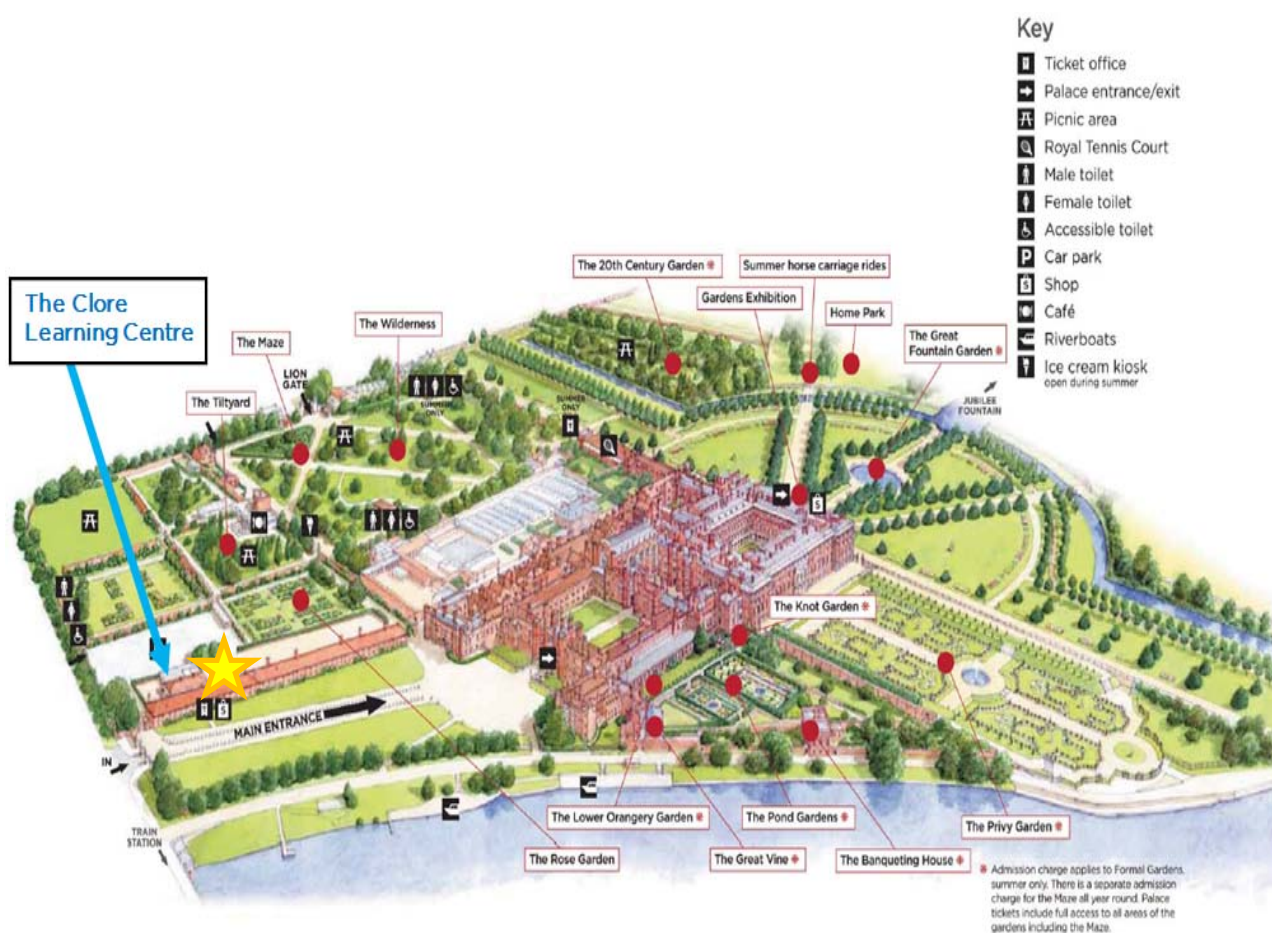 Key
Ticket office
Palace entrance/exit
Picnic area
Royal Tennis Court
Male toilet
Female toilet
Accessible toilet
P Car park
S Shop
Café
Riverboats
Ice cream kiosk
open during summer
The Clore
Learning Centre
The 20th Century Garden ✽
Summer horse carriage rides
Gardens Exhibition
Home Park
The Wilderness
The Great
Fountain Garden ✽
The Maze
LION
GATE
JUBILEE
FOUNTAIN
The Tiltyard
SUMMER
ONLY
SUMMER
ONLY
S
The Knot Garden ✽
S
MAIN ENTRANCE
IN
TRAIN
STATION
The Lower Orangery Garden ✽
The Pond Gardens ✽
The Privy Garden ✽
The Rose Garden
The Great Vine ✽
The Banqueting House ✽
✽ Admission charge applies to Formal Gardens,
summer only. There is a separate admission
charge for the Maze all year round. Palace
tickets include full access to all areas of the
gardens including the Maze.